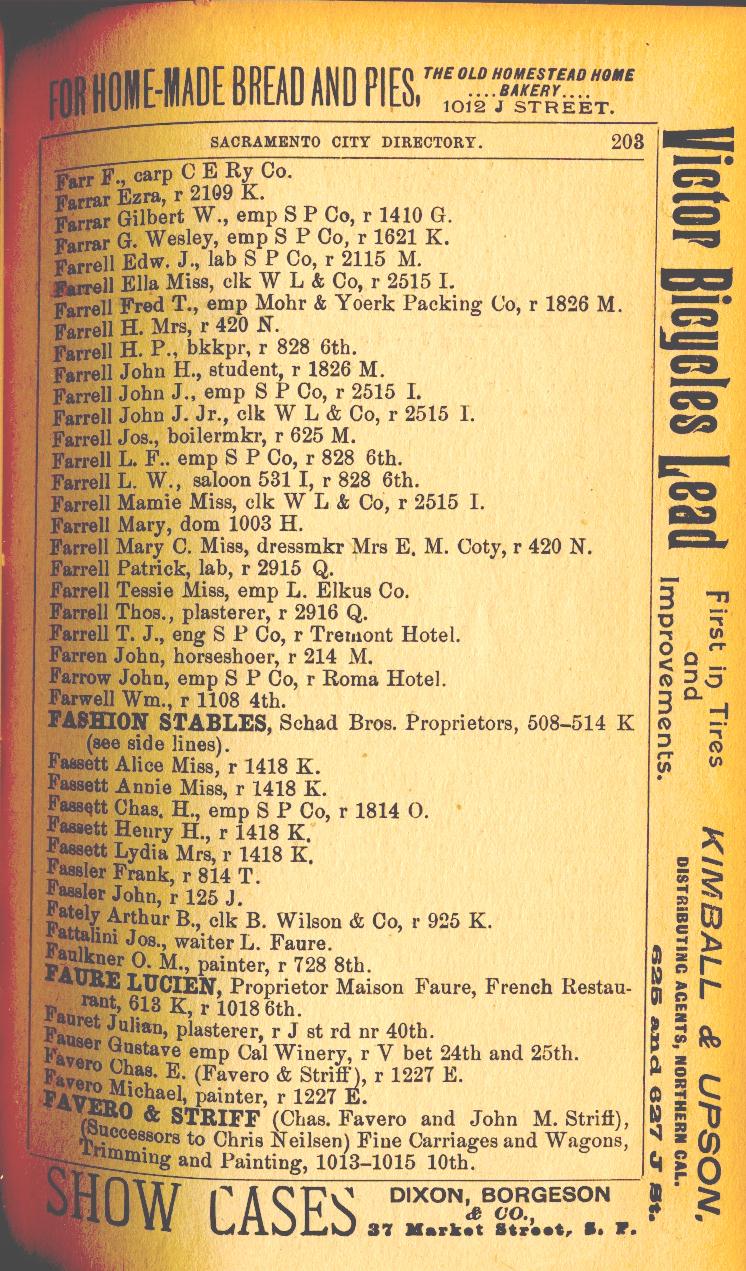 FOR HOME-MADE BREAD AND PIES, THE OLD HOMESTEAD HOME
....BAKERY....
1012 J STREET.
SACRAMENTO CITY DIRECTORY. 203
Farr F., carp C E Ry Co.
Farrar Ezra, r 2109 K.
Farrar Gilbert W., emp S P Co, r 1410 G.
Farrar G. Wesley, emp S P Co, r 1621 K.
Farrell Edw. J., lab S P Co, r 2115 M.
Farrell Ella Miss, clk W L & Co, r 2515 I.
Farrell Fred T., emp Mohr & Yoerk Packing Co, r 1826 M.
Farrell H. Mrs, r 420 N.
Farrell H. P., bkkpr, r 828 6th.
Farrell John H., student, r 1826 M.
Farrell John J., emp S P Co, r 2515 I.
Farrell John J. Jr., clk W L & Co, r 2515 I.
Farrell Jos., boilermkr, r 625 M.
Farrell L. F.. emp S P Co, r 828 6th.
Farrell L. W., saloon 531 I, r 828 6th.
Farrell Mamie Miss, clk W L & Co, r 2515 I.
Farrell Mary, dom 1003 H.
Farrell Mary C. Miss, dressmkr Mrs E. M. Coty, r 420 N.
Farrell Patrick, lab, r 2915 Q.
Farrell Tessie Miss, emp L. Elkus Co.
Farrell Thos., plasterer, r 2916 Q.
Farrell T. J., eng S P Co, r Tremont Hotel.
Farren John, horseshoer, r 214 M.
Farrow John, emp S P Co, r Roma Hotel.
Farwell Wm., r 1108 4th.
FASHION STABLES, Schad Bros. Proprietors, 508–514 K
(see side lines).
Fassett Alice Miss, r 1418 K.
Fassett Annie Miss, r 1418 K.
Fassett Chas. H., emp S P Co, r 1814 O.
Fassett Henry H., r 1418 K.
Fassett Lydia Mrs, r 1418 K.
Fassler Frank, r 814 T.
Fassler John, r 125 J.
Fately Arthur B., clk B. Wilson & Co, r 925 K.
Fattalini Jos., waiter L. Faure.
Faulkner O. M., painter, r 728 8th.
FAURE LUCIEN, Proprietor Maison Faure, French Restau-
rant, 613 K, r 1018 6th.
Fauret Julian, plasterer, r J st rd nr 40th.
Fauser Gustave emp Cal Winery, r V bet 24th and 25th.
Favero Chas. E. (Favero & Striff), r 1227 E.
Favero Michael, painter, r 1227 E.
FAVERO & STRIFF (Chas. Favero and John M. Striff),
(Successors to Chris Neilsen) Fine Carriages and Wagons,
Trimming and Painting, 1013–1015 10th.
Victor Bicycles Lead
First in Tires
and
Improvements.
KIMBALL & UPSON,
DISTRIBUTING AGENTS, NORTHERN CAL.
625 and 627 J St.
SHOW CASES DIXON, BORGESON
& CO.,
37 Market Street, S. F.